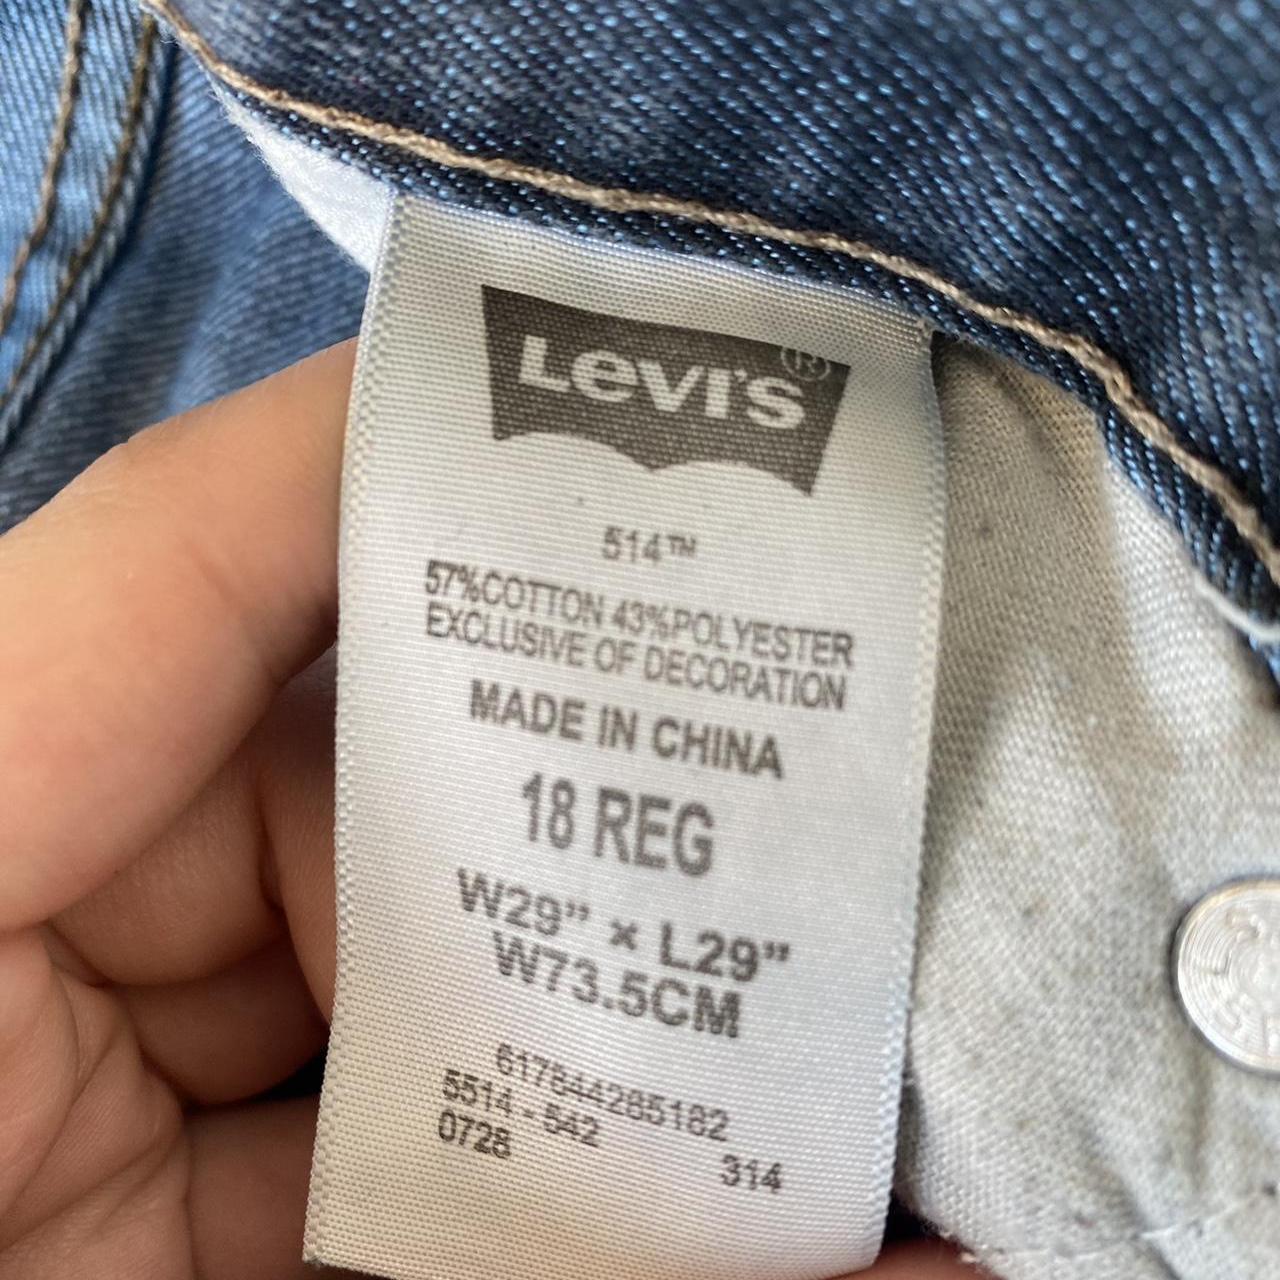 LEVI'S®
514™
57%COTTON 43%POLYESTER
EXCLUSIVE OF DECORATION
MADE IN CHINA
18 REG
W29” × L29”
W73.5CM
617844265182
5514 - 542
0728
314